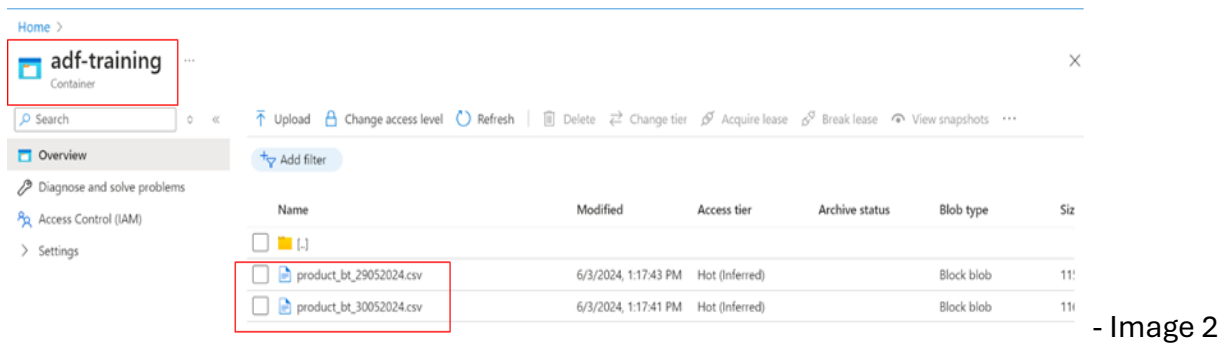 Home >
adf-training ...
Container
Search
Upload Change access level Refresh Delete Change tier Acquire lease Break lease View snapshots ...
Overview
Add filter
Diagnose and solve problems
Access Control (IAM)
Settings
Name Modified Access tier Archive status Blob type Siz
[..]
product_bt_29052024.csv 6/3/2024, 1:17:43 PM Hot (Inferred) Block blob
product_bt_30052024.csv 6/3/2024, 1:17:41 PM Hot (Inferred) Block blob
- Image 2